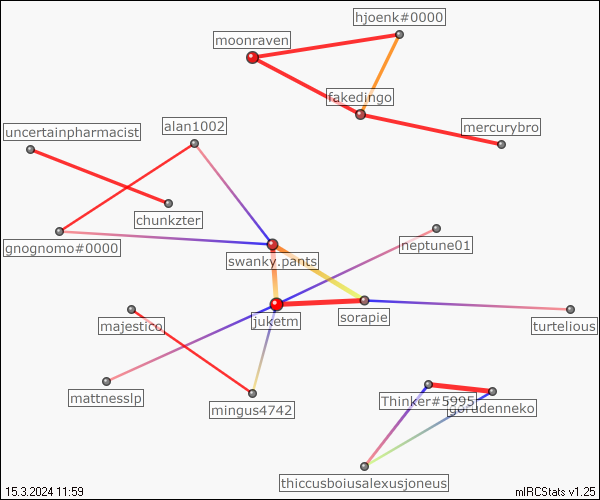 hjoenk#0000
moonraven
fakedingo
alan1002
mercurybro
uncertainpharmacist
chunkzter
gnognomo#0000
neptune01
swanky.pants
juketm
sorapie
majestico
turtelious
mattnesslp
mingus4742
Thinker#5995
gorudenneko
thiccusboiusalexusjoneus
15.3.2024 11:59
mIRCStats v1.25